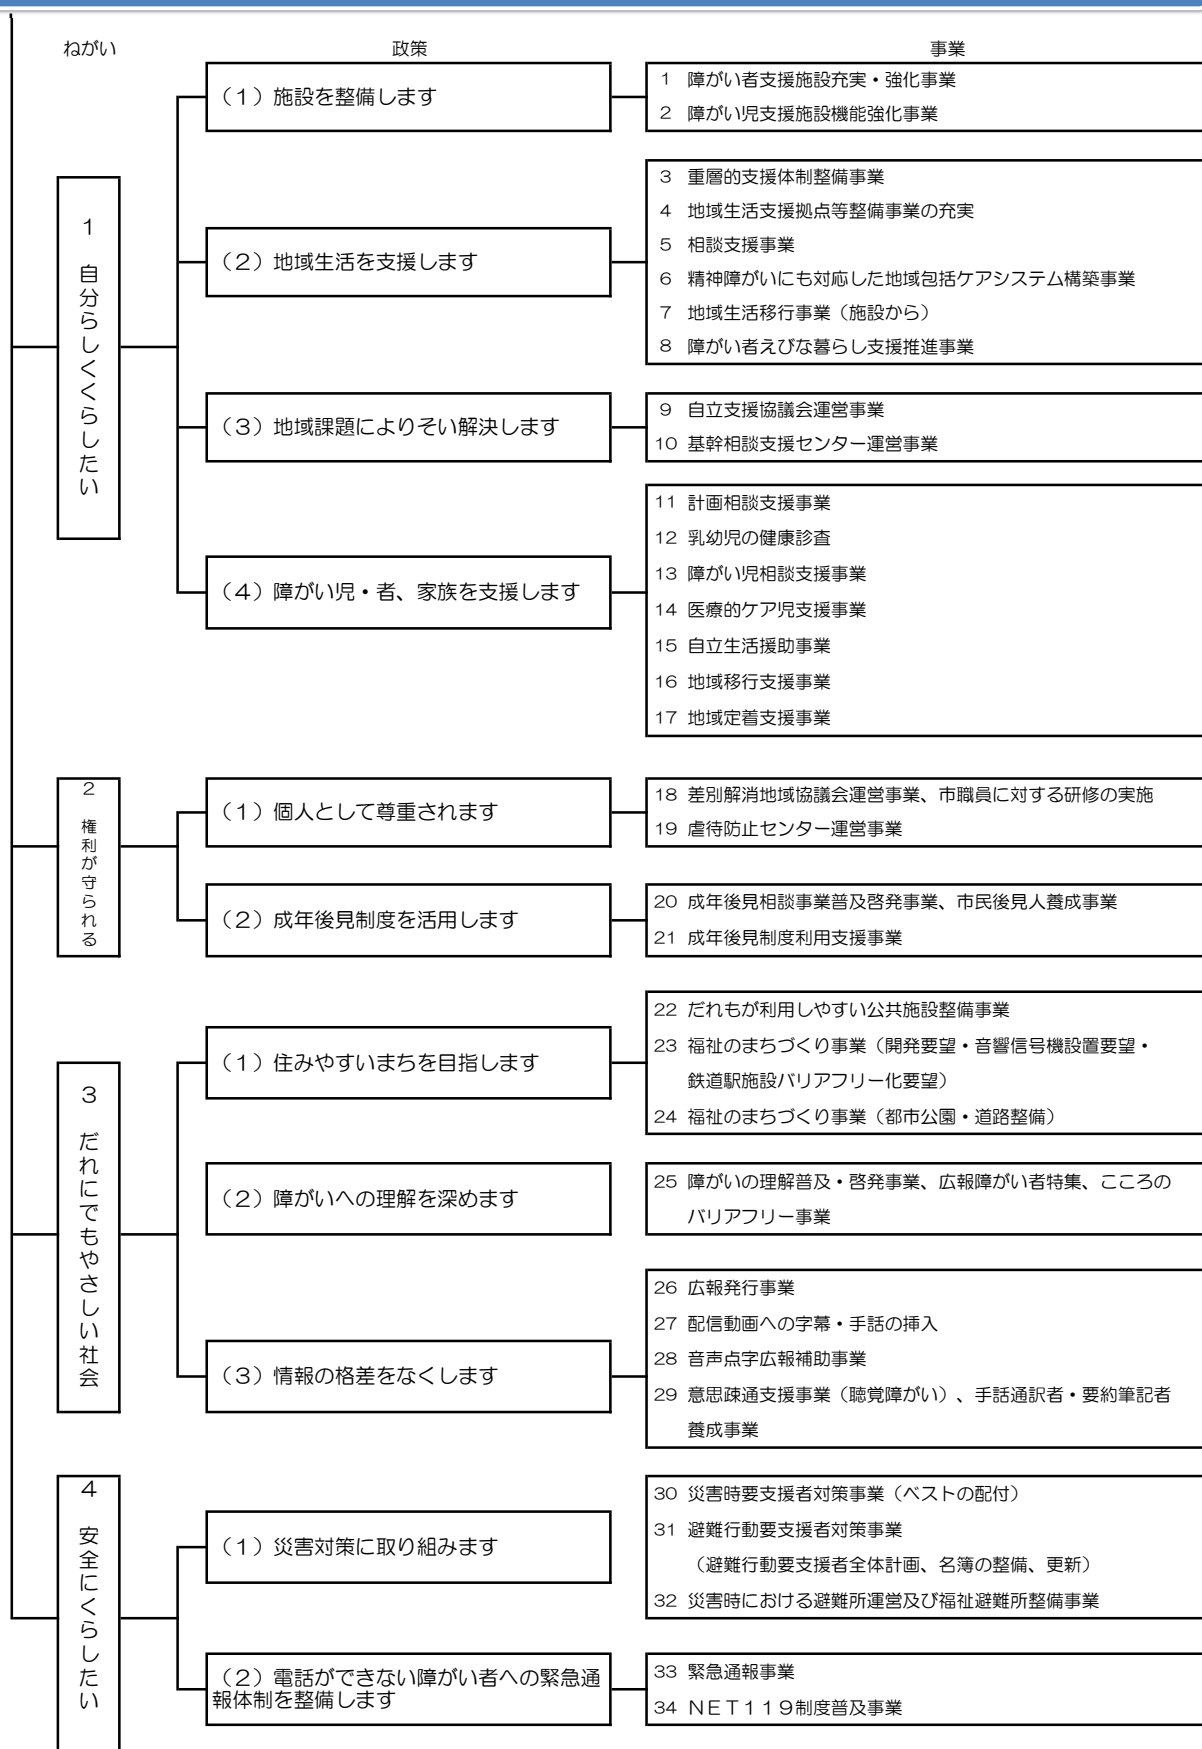 ねがい
政策
事業
1 自分らしくくらしたい
（1）施設を整備します
1 障がい者支援施設充実・強化事業
2 障がい児支援施設機能強化事業
（2）地域生活を支援します
3 重層的支援体制整備事業
4 地域生活支援拠点等整備事業の充実
5 相談支援事業
6 精神障がいにも対応した地域包括ケアシステム構築事業
7 地域生活移行事業（施設から）
8 障がい者えびな暮らし支援推進事業
（3）地域課題によりそい解決します
9 自立支援協議会運営事業
10 基幹相談支援センター運営事業
（4）障がい児・者、家族を支援します
11 計画相談支援事業
12 乳幼児の健康診査
13 障がい児相談支援事業
14 医療的ケア児支援事業
15 自立生活援助事業
16 地域移行支援事業
17 地域定着支援事業
2 権利が守られる
（1）個人として尊重されます
18 差別解消地域協議会運営事業、市職員に対する研修の実施
19 虐待防止センター運営事業
（2）成年後見制度を活用します
20 成年後見相談事業普及啓発事業、市民後見人養成事業
21 成年後見制度利用支援事業
3 だれにでもやさしい社会
（1）住みやすいまちを目指します
22 だれもが利用しやすい公共施設整備事業
23 福祉のまちづくり事業（開発要望・音響信号機設置要望・
鉄道駅施設バリアフリー化要望）
24 福祉のまちづくり事業（都市公園・道路整備）
（2）障がいへの理解を深めます
25 障がいの理解普及・啓発事業、広報障がい者特集、こころの
バリアフリー事業
（3）情報の格差をなくします
26 広報発行事業
27 配信動画への字幕・手話の挿入
28 音声点字広報補助事業
29 意思疎通支援事業（聴覚障がい）、手話通訳者・要約筆記者
養成事業
4 安全にくらしたい
（1）災害対策に取り組みます
30 災害時要支援者対策事業（ベストの配付）
31 避難行動要支援者対策事業
（避難行動要支援者全体計画、名簿の整備、更新）
32 災害時における避難所運営及び福祉避難所整備事業
（2）電話ができない障がい者への緊急通
報体制を整備します
33 緊急通報事業
34 NET119制度普及事業